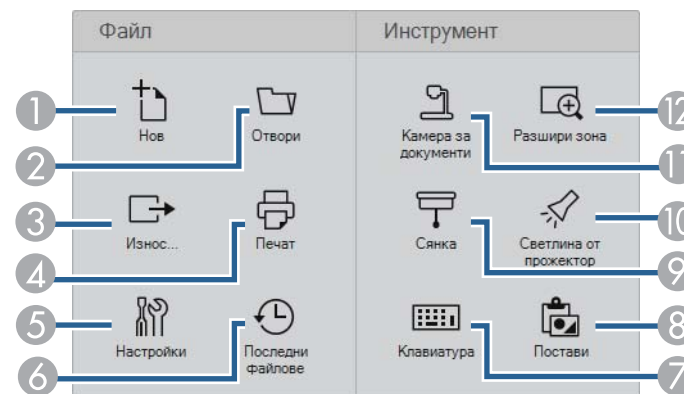 Файл
Инструмент
1
Нов
2
Отвори
Камера за
документи
11
Разшири зона
12
3
Износ...
4
Печат
Сянка
9
Светлина от
прожектор
10
5
Настройки
6
Последни
файлове
Клавиатура
7
Постави
8